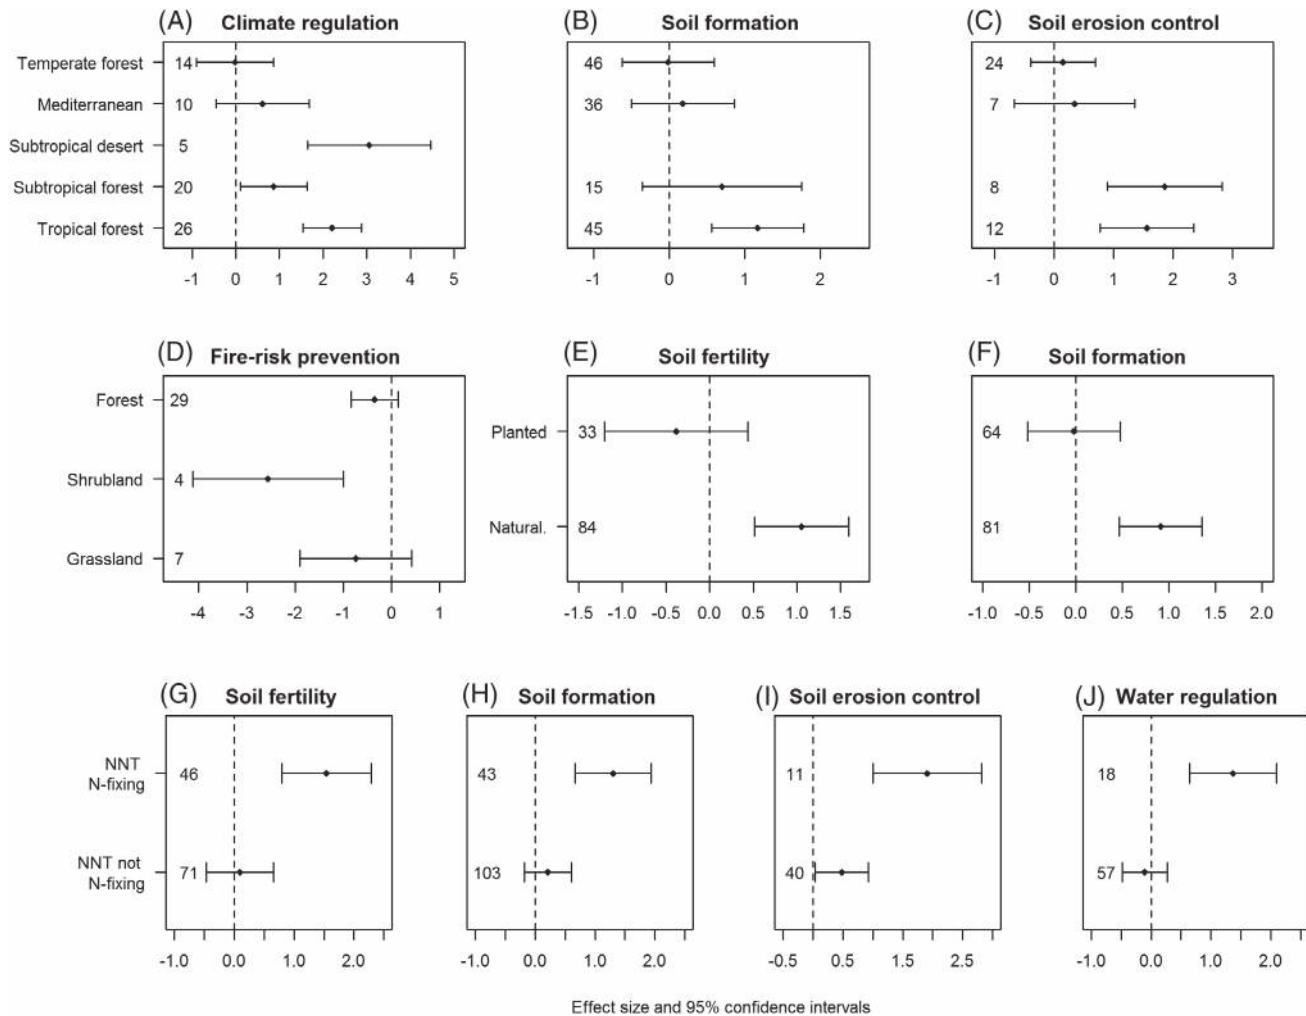 (A) Climate regulation
(B) Soil formation
(C) Soil erosion control
Temperate forest
Mediterranean
Subtropical desert
Subtropical forest
Tropical forest
14
10
5
20
26
-1 0 1 2 3 4 5
46
36
15
45
-1 0 1 2
24
7
8
12
-1 0 1 2 3
(D) Fire-risk prevention
(E) Soil fertility
(F) Soil formation
Forest
Shrubland
Grassland
29
4
7
-4 -3 -2 -1 0 1
Planted
Natural.
33
84
-1.5 -1.0 -0.5 0.0 0.5 1.0 1.5
64
81
-1.0 -0.5 0.0 0.5 1.0 1.5 2.0
(G) Soil fertility
(H) Soil formation
(I) Soil erosion control
(J) Water regulation
NNT
N-fixing
NNT not
N-fixing
46
71
-1.0 0.0 1.0 2.0
43
103
-1.0 0.0 1.0 2.0
11
40
-0.5 0.5 1.5 2.5
18
57
-1.0 0.0 1.0 2.0
Effect size and 95% confidence intervals